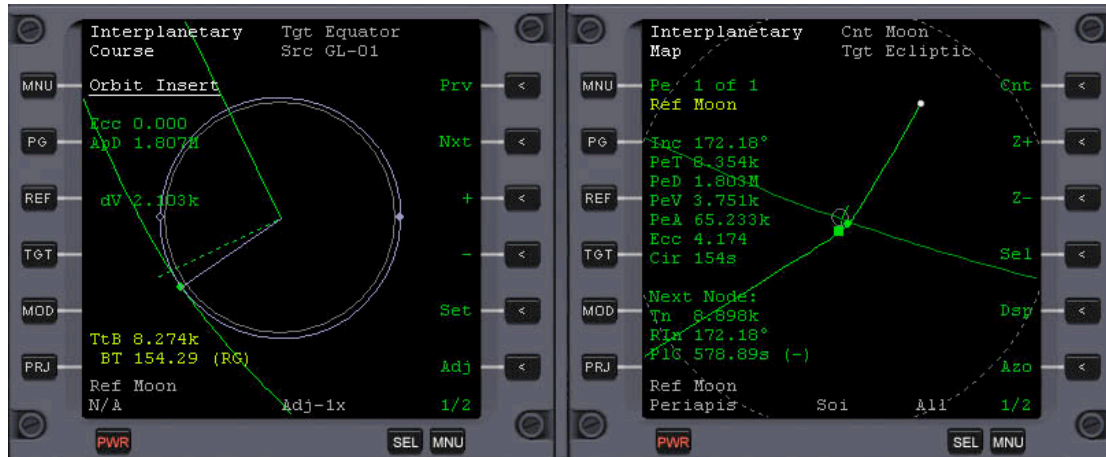 Interplanetary Tgt Equator
Course Src GL-01
MNU Orbit Insert Prv <
Ecc 0.000
PG ApD 1.807M Nxt <
REF dV 2.103k + <
TGT - <
MOD Set <
TtB 8.274k
BT 154.29 (RG)
PRJ Adj <
Ref Moon
N/A Adj-1x 1/2
PWR SEL MNU
Interplanetary Cnt Moon
Map Tgt Ecliptic
MNU Pe 1 of 1 Cnt <
Ref Moon
PG Inc 172.18° Z+ <
PeT 8.354k
PeD 1.803M
REF PeV 3.751k Z- <
PeA 65.233k
Ecc 4.174
TGT Cir 154s Sel <
Next Node:
MOD Tn 8.898k Dsp <
RIn 172.18°
PlC 578.89s (-)
PRJ Azo <
Ref Moon
Periapis Soi All 1/2
PWR SEL MNU